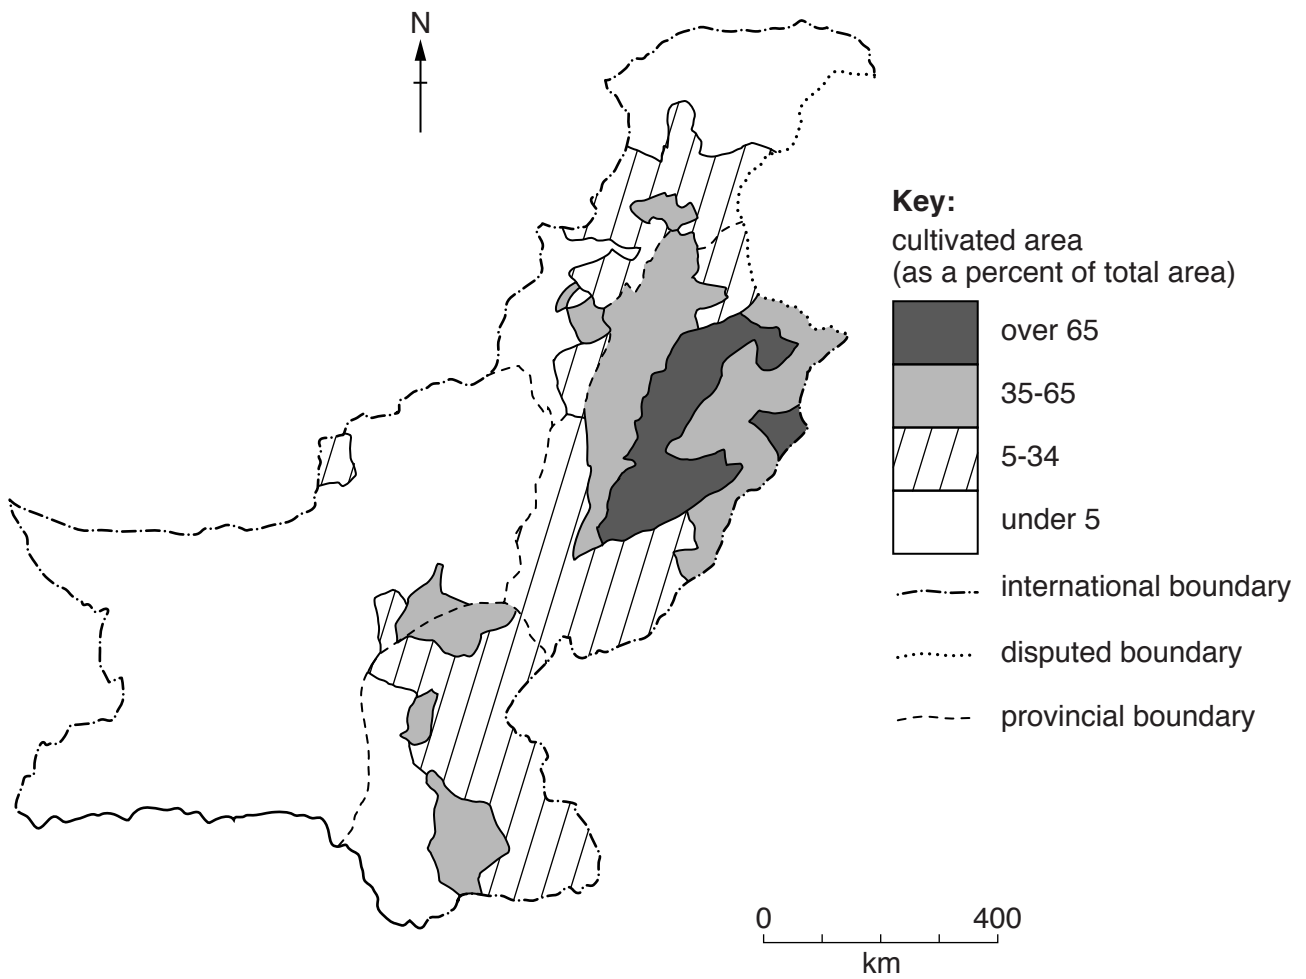 N
Key:
cultivated area
(as a percent of total area)
over 65
35-65
5-34
under 5
international boundary
disputed boundary
provincial boundary
0 400
km